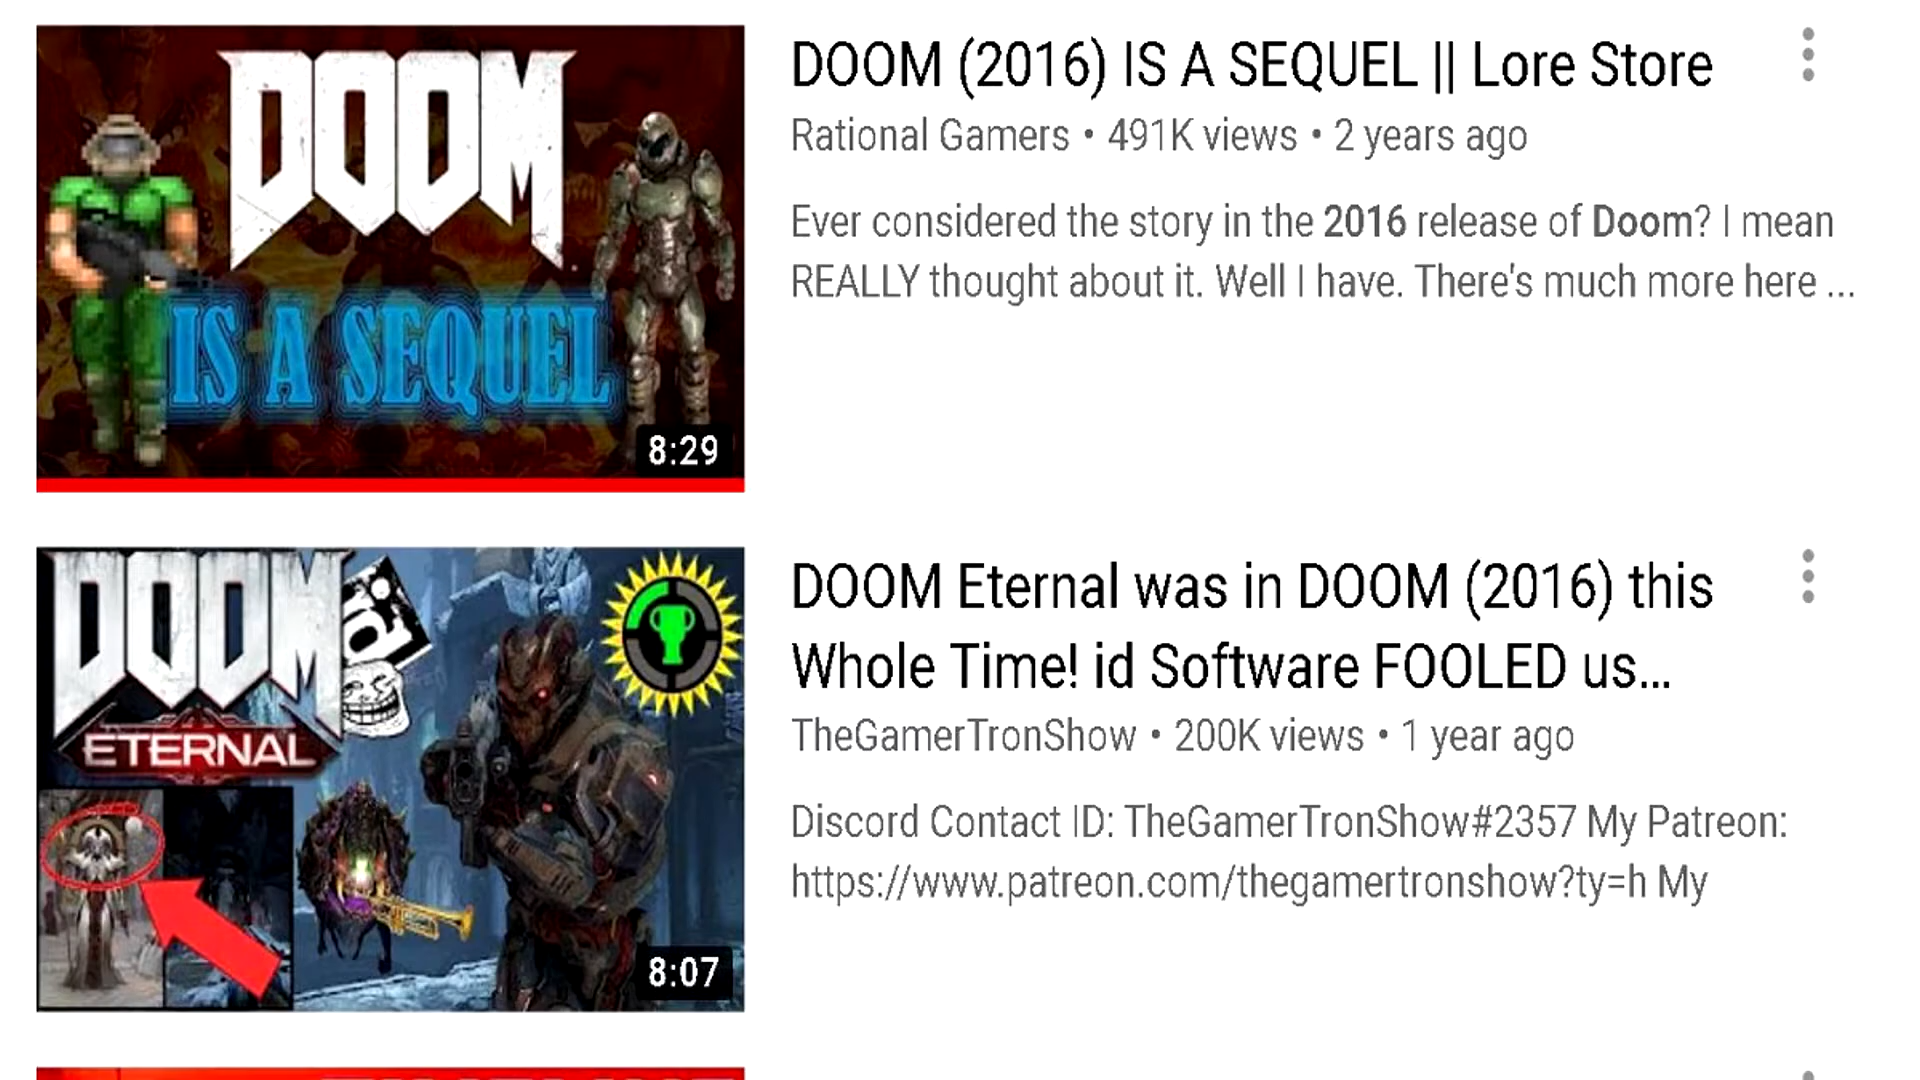 DOOM
IS A SEQUEL
8:29
DOOM (2016) IS A SEQUEL || Lore Store
Rational Gamers • 491K views • 2 years ago
Ever considered the story in the 2016 release of Doom? I mean
REALLY thought about it. Well I have. There's much more here ...
DOOM
ETERNAL
id
8:07
DOOM Eternal was in DOOM (2016) this
Whole Time! id Software FOOLED us...
TheGamerTronShow • 200K views • 1 year ago
Discord Contact ID: TheGamerTronShow#2357 My Patreon:
https://www.patreon.com/thegamertronshow?ty=h My